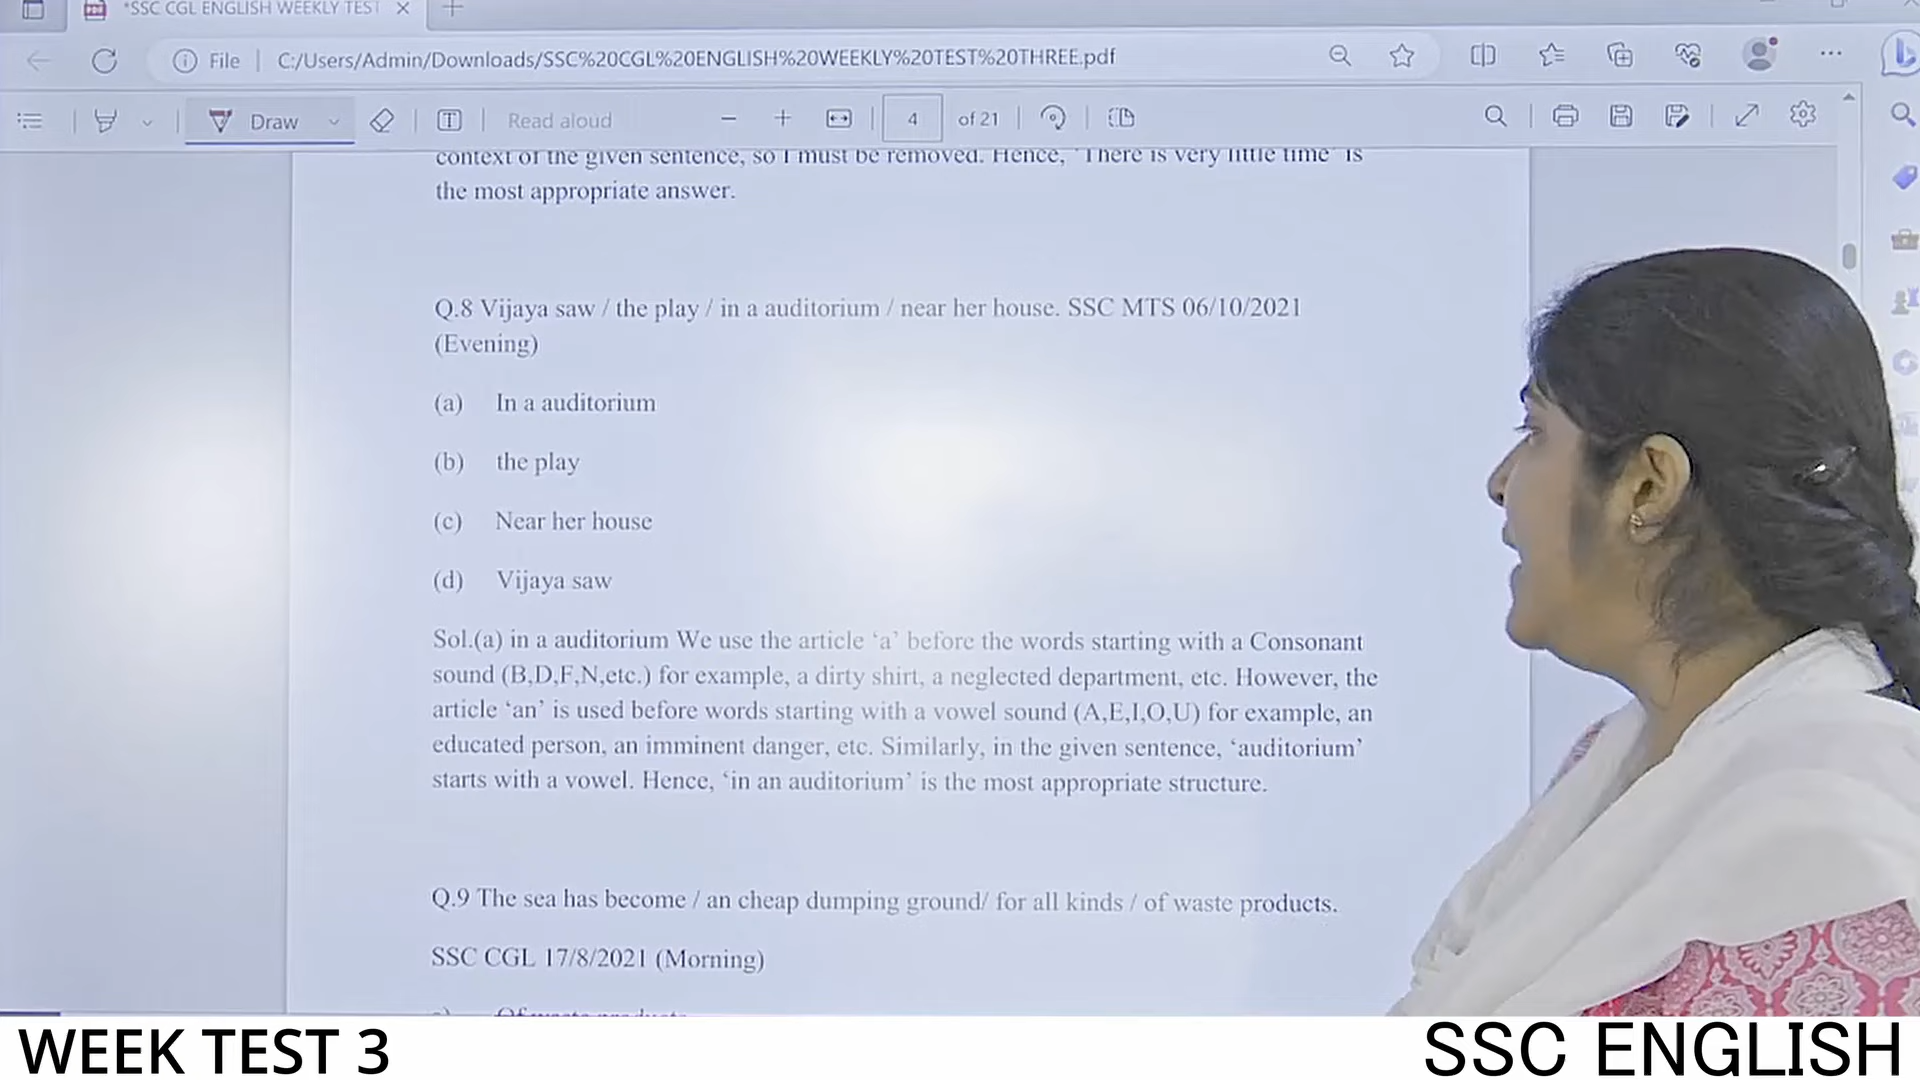 *SSC CGL ENGLISH WEEKLY TEST
File | C:/Users/Admin/Downloads/SSC%20CGL%20ENGLISH%20WEEKLY%20TEST%20THREE.pdf
Draw Read aloud 4 of 21
context of the given sentence, so I must be removed. Hence, 'There is very little time' is
the most appropriate answer.
Q.8 Vijaya saw / the play / in a auditorium / near her house. SSC MTS 06/10/2021
(Evening)
(a) In a auditorium
(b) the play
(c) Near her house
(d) Vijaya saw
Sol.(a) in a auditorium We use the article ‘a’ before the words starting with a Consonant
sound (B,D,F,N,etc.) for example, a dirty shirt, a neglected department, etc. However, the
article ‘an’ is used before words starting with a vowel sound (A,E,I,O,U) for example, an
educated person, an imminent danger, etc. Similarly, in the given sentence, ‘auditorium’
starts with a vowel. Hence, ‘in an auditorium’ is the most appropriate structure.
Q.9 The sea has become / an cheap dumping ground/ for all kinds / of waste products.
SSC CGL 17/8/2021 (Morning)
Of waste products
WEEK TEST 3
SSC ENGLISH